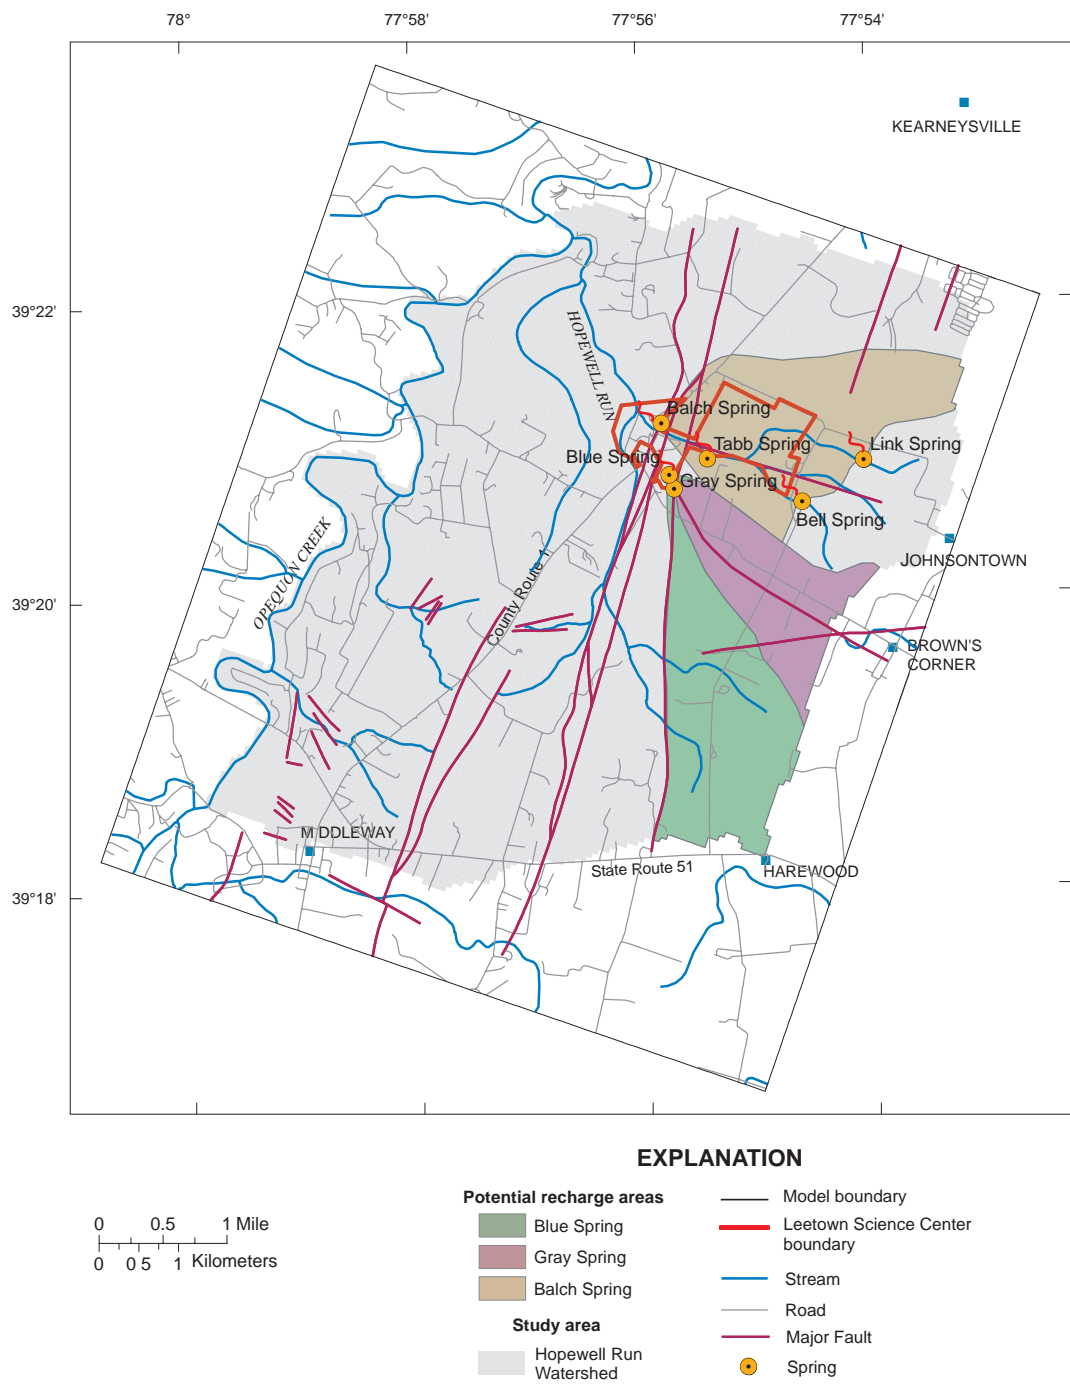 78°
77°58'
77°56'
77°54'
KEARNEYSVILLE
39°22'
HOPEWELL RUN
Balch Spring
Tabb Spring
Link Spring
Blue Spring
Gray Spring
Bell Spring
JOHNSONTOWN
OPEQUON CREEK
County Route 1
39°20'
BROWN'S
CORNER
M DDLEWAY
State Route 51
HAREWOOD
39°18'
EXPLANATION
Potential recharge areas
Blue Spring
Gray Spring
Balch Spring
Study area
Hopewell Run
Watershed
Model boundary
Leetown Science Center
boundary
Stream
Road
Major Fault
Spring
0 0.5 1 Mile
0 0 5 1 Kilometers